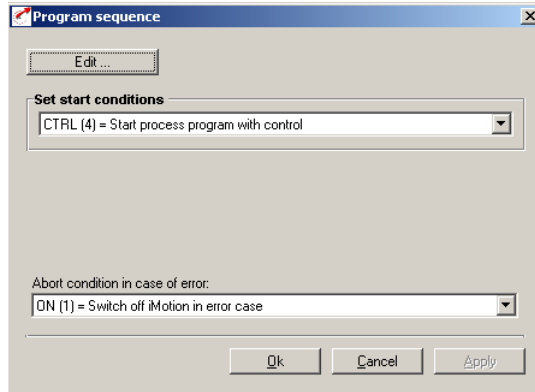 Program sequence
Edit ...
Set start conditions
CTRL (4) = Start process program with control
Abort condition in case of error:
ON (1) = Switch off iMotion in error case
Ok Cancel Apply